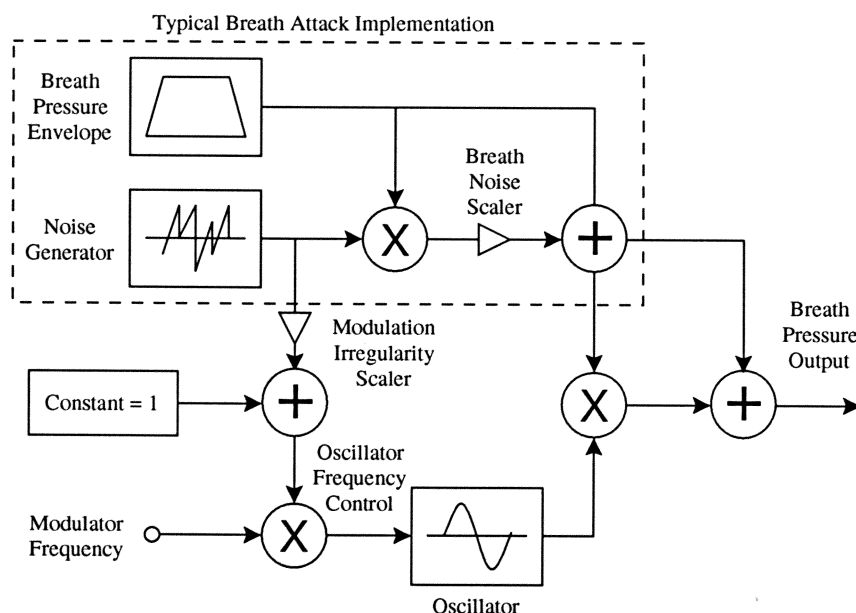 Typical Breath Attack Implementation
Breath
Pressure
Envelope
Noise
Generator
X
Breath
Noise
Scaler
+
Modulation
Irregularity
Scaler
Breath
Pressure
Output
Constant = 1
+
X
+
Oscillator
Frequency
Control
Modulator
Frequency
X
Oscillator